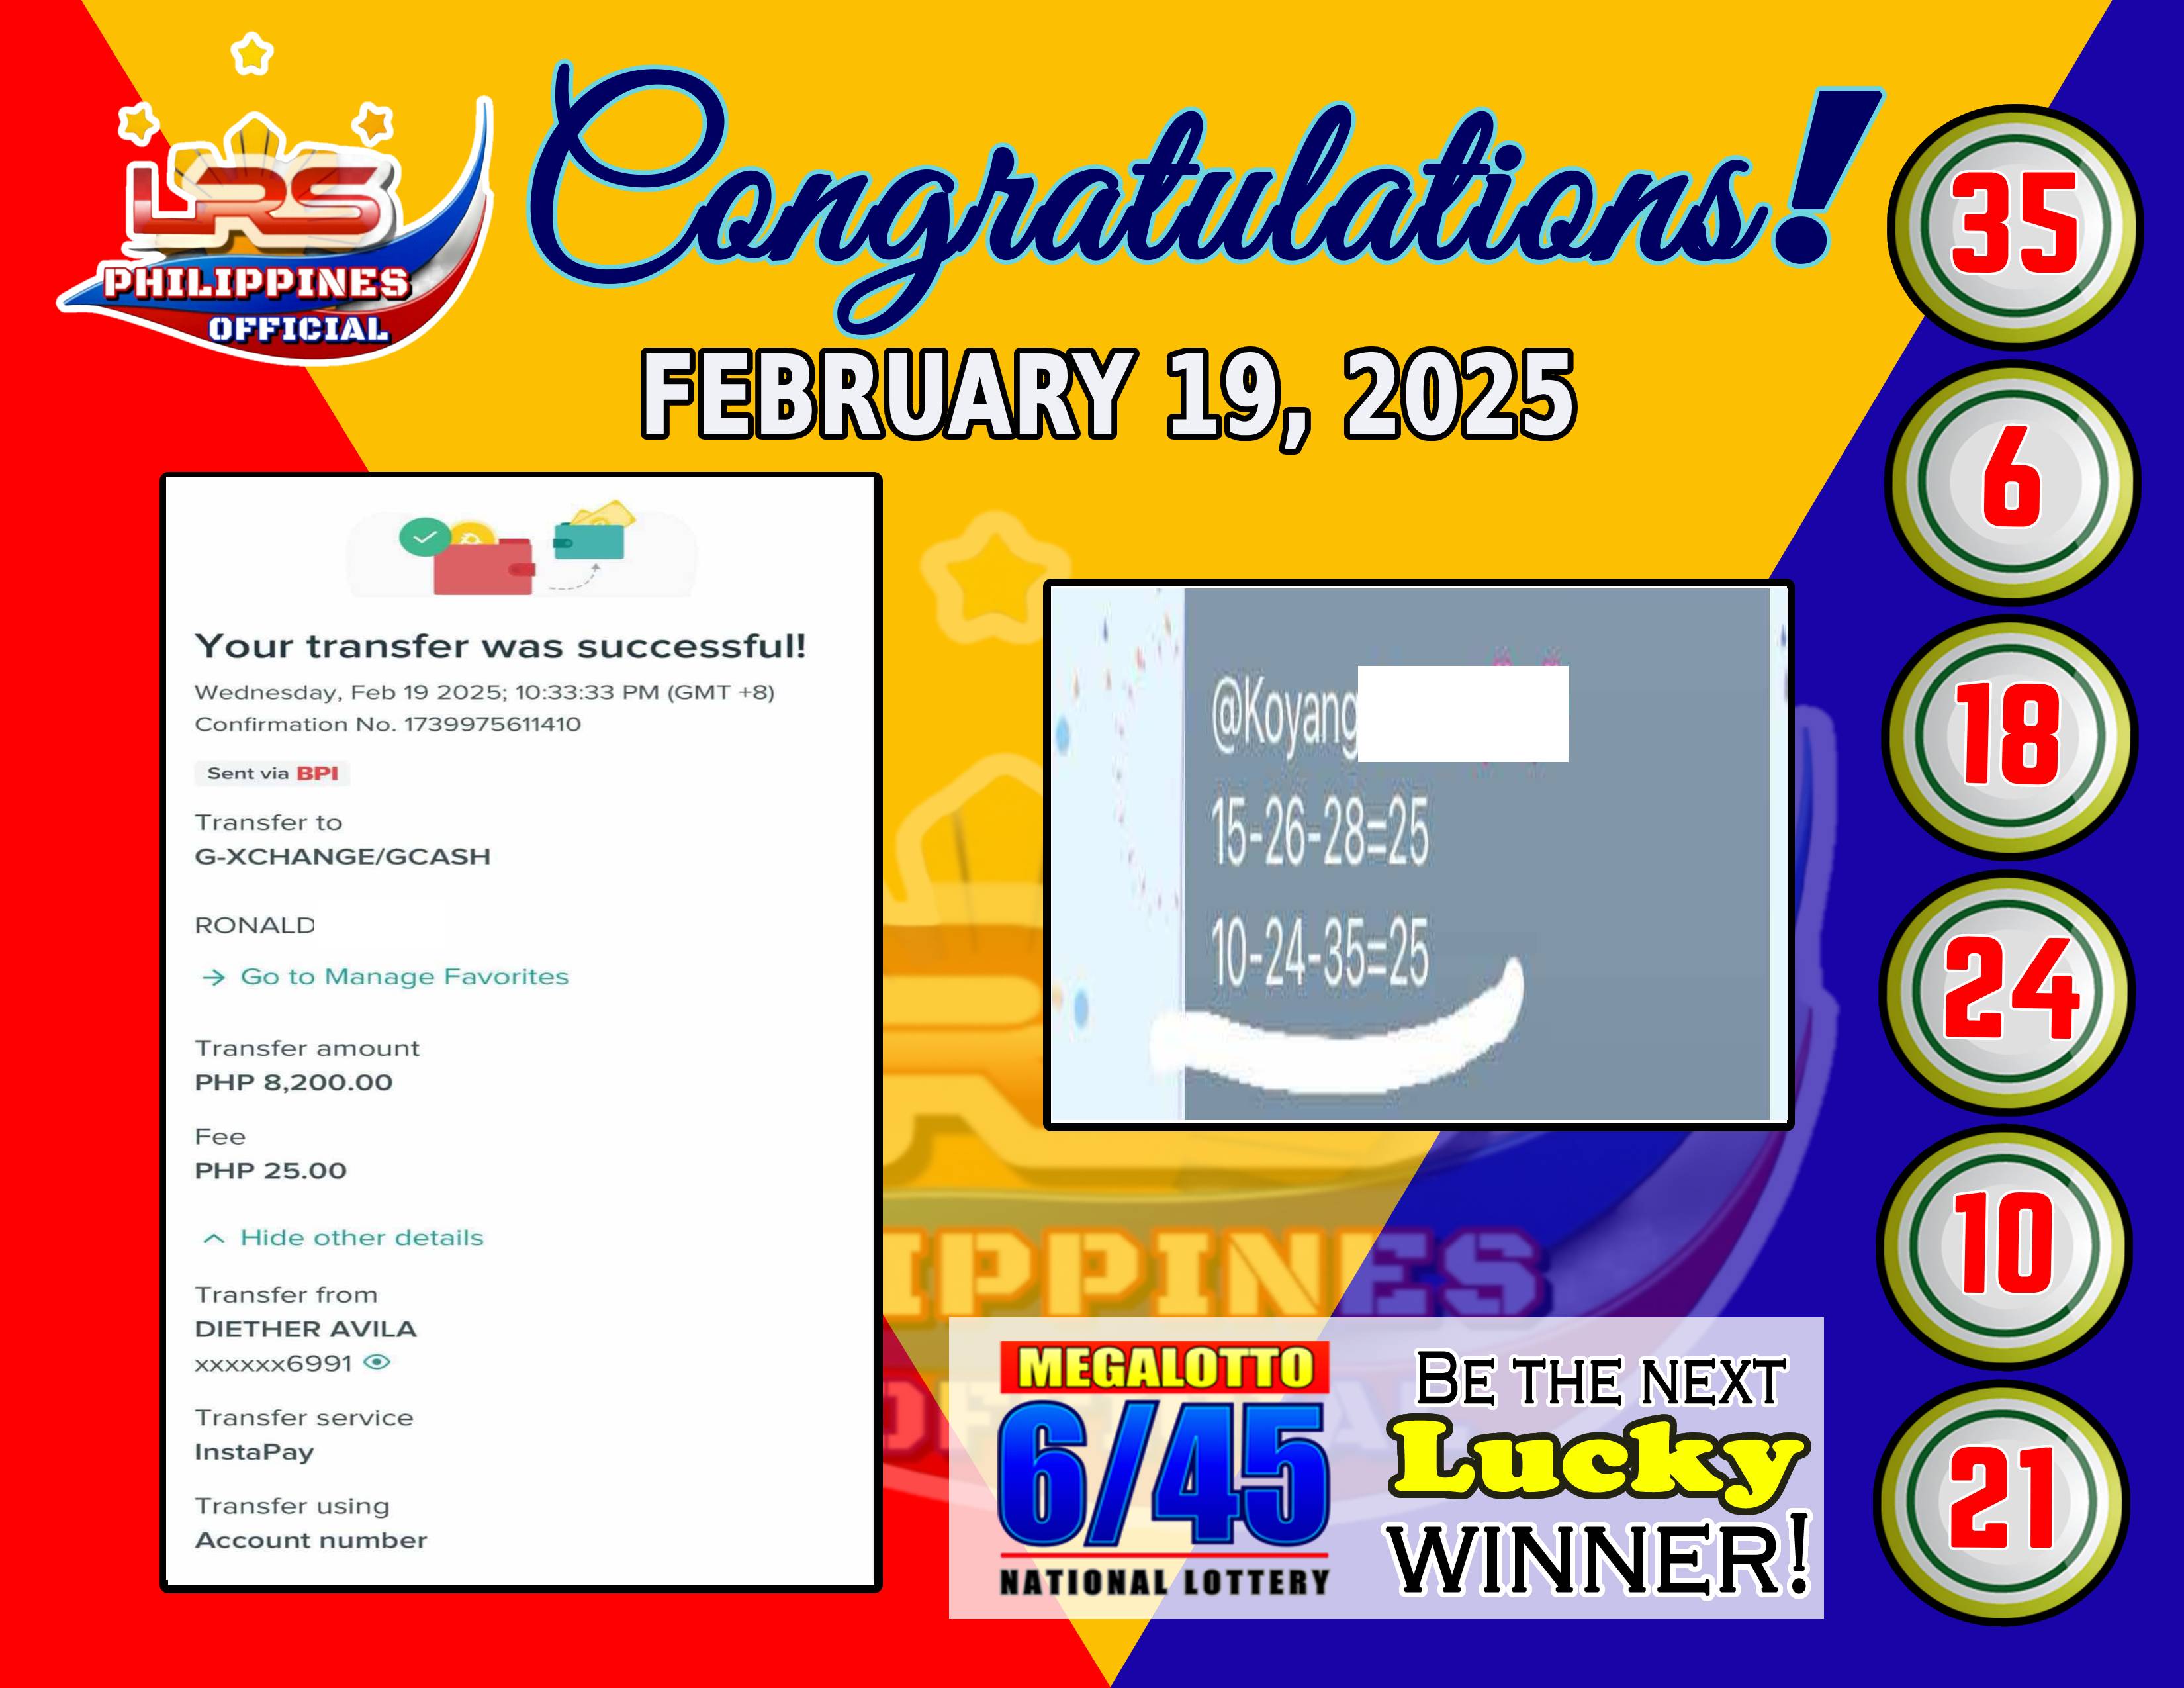 LRS
PHILIPPINES
OFFICIAL
Congratulations!
FEBRUARY 19, 2025
Your transfer was successful!
Wednesday, Feb 19 2025; 10:33:33 PM (GMT +8)
Confirmation No. 1739975611410
Sent via BPI
Transfer to
G-XCHANGE/GCASH
RONALD
→ Go to Manage Favorites
Transfer amount
PHP 8,200.00
Fee
PHP 25.00
Hide other details
Transfer from
DIETHER AVILA
xxxxxx6991
Transfer service
InstaPay
Transfer using
Account number
@Koyang
15-26-28=25
10-24-35=25
IPPINES
MEGALOTTO
6/45
NATIONAL LOTTERY
BE THE NEXT
Lucky
WINNER!
35
6
18
24
10
21